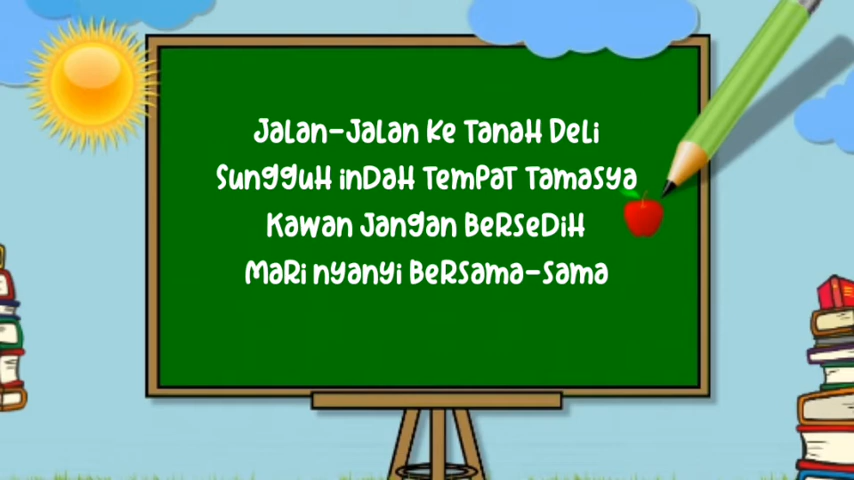 Jalan-Jalan Ke Tanah Deli
Sungguh indah Tempat Tamasya
Kawan Jangan Bersedih
Mari nyanyi Bersama-sama